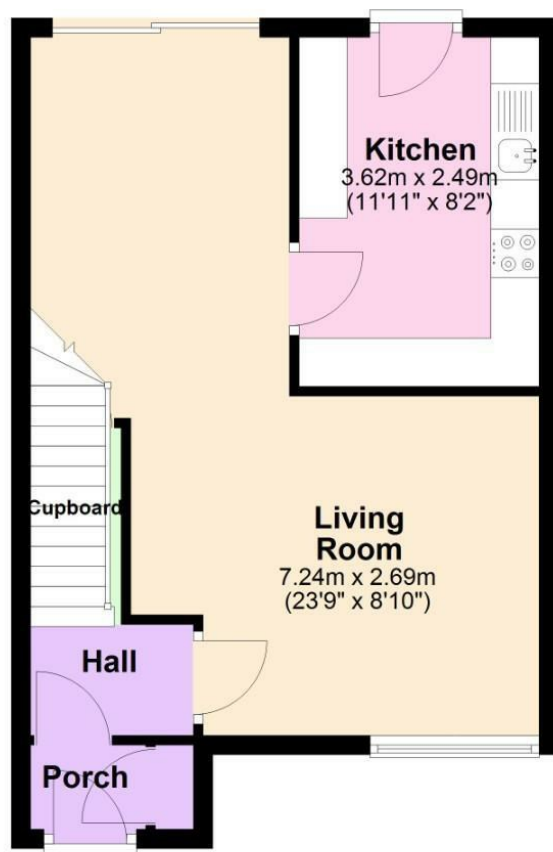 Kitchen
3.62m x 2.49m
(11'11" x 8'2")
Cupboard
Living
Room
7.24m x 2.69m
(23'9" x 8'10")
Hall
Porch